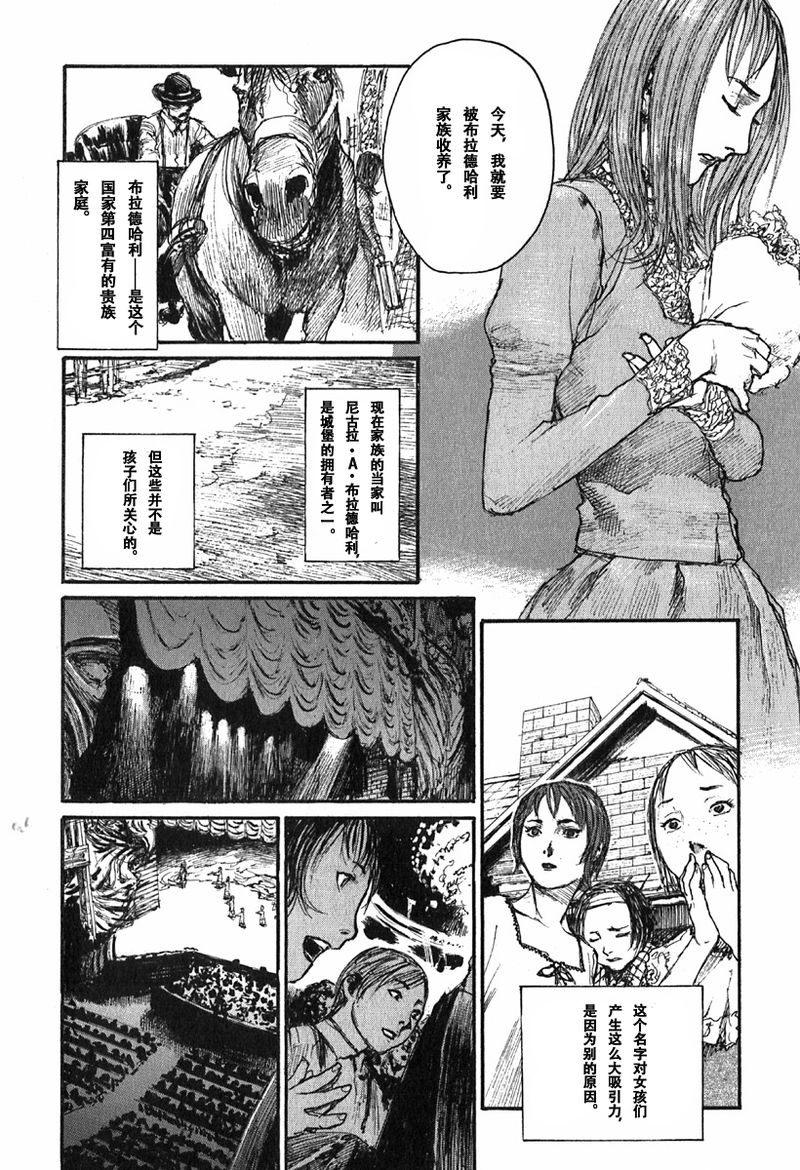 今天，我就要
被布拉德哈利
家族收养了。
布拉德哈利——是这个
国家第四富有的贵族
家庭。
现在家族的当家叫
尼古拉·A·布拉德哈利,
是城堡的拥有者之一。
但这些并不是
孩子们所关心的。
这个名字对女孩们
产生这么大吸引力,
是因为别的原因。